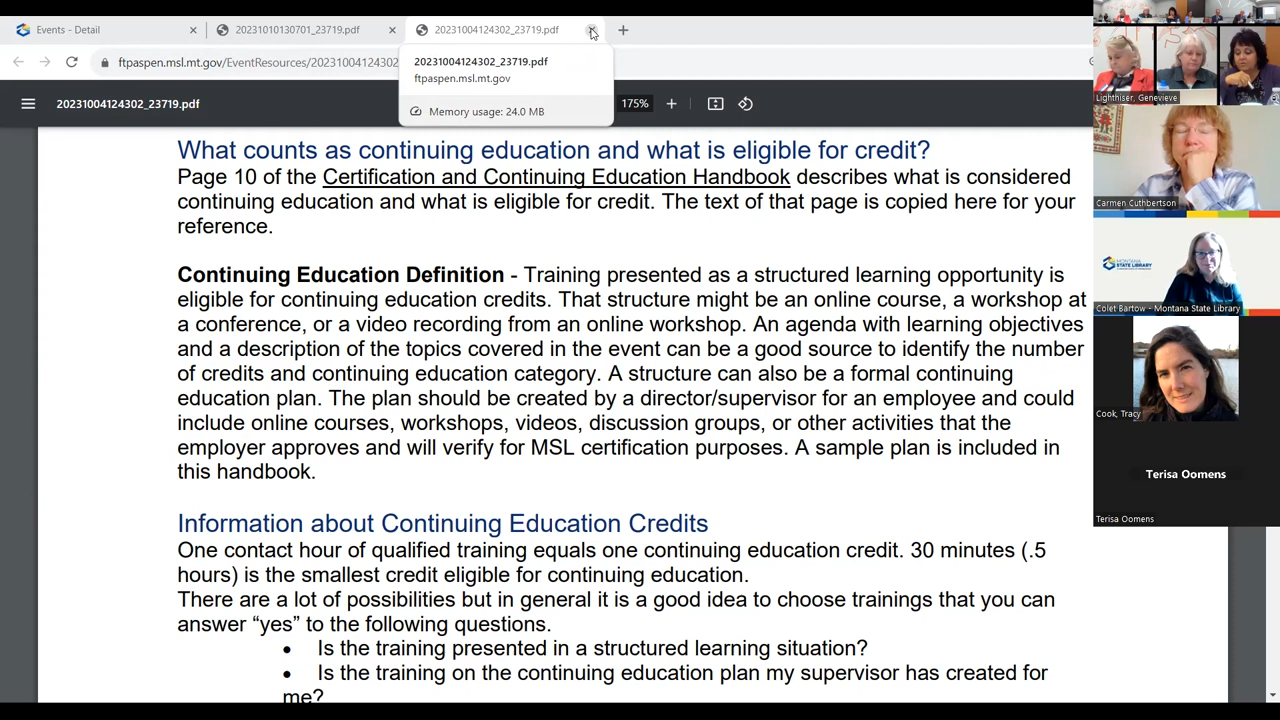 Events - Detail
20231010130701_23719.pdf
20231004124302_23719.pdf
ftpaspen.msl.mt.gov/EventResources/20231004124302
20231004124302_23719.pdf
ftpaspen.msl.mt.gov
Memory usage: 24.0 MB
20231004124302_23719.pdf
175%
What counts as continuing education and what is eligible for credit?
Page 10 of the Certification and Continuing Education Handbook describes what is considered
continuing education and what is eligible for credit. The text of that page is copied here for your
reference.
Continuing Education Definition - Training presented as a structured learning opportunity is
eligible for continuing education credits. That structure might be an online course, a workshop at
a conference, or a video recording from an online workshop. An agenda with learning objectives
and a description of the topics covered in the event can be a good source to identify the number
of credits and continuing education category. A structure can also be a formal continuing
education plan. The plan should be created by a director/supervisor for an employee and could
include online courses, workshops, videos, discussion groups, or other activities that the
employer approves and will verify for MSL certification purposes. A sample plan is included in
this handbook.
Information about Continuing Education Credits
One contact hour of qualified training equals one continuing education credit. 30 minutes (.5
hours) is the smallest credit eligible for continuing education.
There are a lot of possibilities but in general it is a good idea to choose trainings that you can
answer “yes” to the following questions.
• Is the training presented in a structured learning situation?
• Is the training on the continuing education plan my supervisor has created for
me?
Lighthiser, Genevieve
Carmen Cuthbertson
MONTANA
STATE LIBRARY
Colet Bartow - Montana State Library
Cook, Tracy
Terisa Oomens
Terisa Oomens